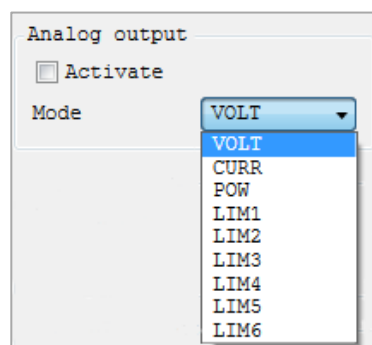 Analog output
Activate
Mode VOLT
VOLT
CURR
POW
LIM1
LIM2
LIM3
LIM4
LIM5
LIM6